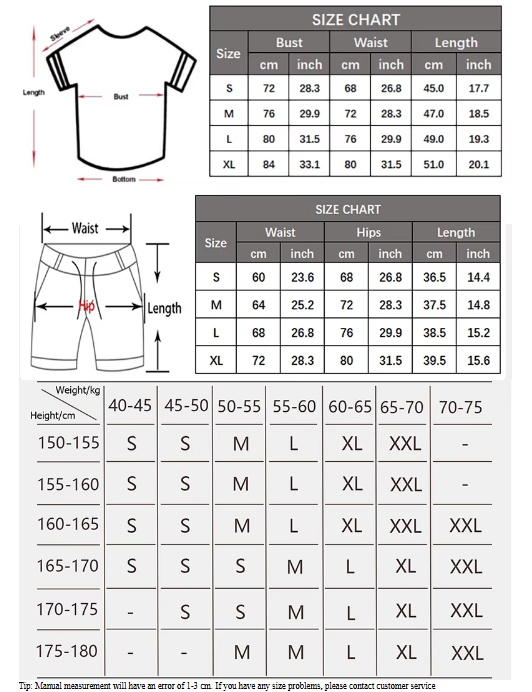 SIZE CHART
Size Bust Waist Length
cm inch cm inch cm inch
S 72 28.3 68 26.8 45.0 17.7
M 76 29.9 72 28.3 47.0 18.5
L 80 31.5 76 29.9 49.0 19.3
XL 84 33.1 80 31.5 51.0 20.1
Sleeve
Length
Bust
Bottom
SIZE CHART
Size Waist Hips Length
cm inch cm inch cm inch
S 60 23.6 68 26.8 36.5 14.4
M 64 25.2 72 28.3 37.5 14.8
L 68 26.8 76 29.9 38.5 15.2
XL 72 28.3 80 31.5 39.5 15.6
Waist
Hip
Length
Weight/kg
Height/cm
40-45 45-50 50-55 55-60 60-65 65-70 70-75
150-155 S S M L XL XXL -
155-160 S S M L XL XXL -
160-165 S S M L XL XXL XXL
165-170 S S S M L XL XXL
170-175 - S S M L XL XXL
175-180 - - M M L XL XXL
Tip: Manual measurement will have an error of 1-3 cm. If you have any size problems, please contact customer service